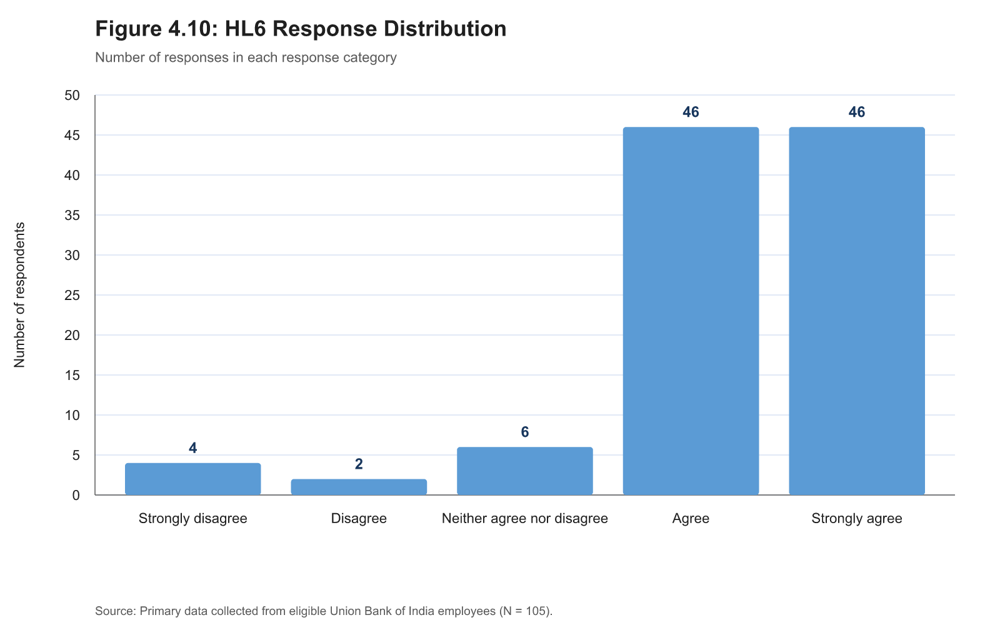 Figure 4.10: HL6 Response Distribution
Number of responses in each response category
Number of respondents
50
45
40
35
30
25
20
15
10
5
0
4
2
6
46
46
Strongly disagree
Disagree
Neither agree nor disagree
Agree
Strongly agree
Source: Primary data collected from eligible Union Bank of India employees (N = 105).